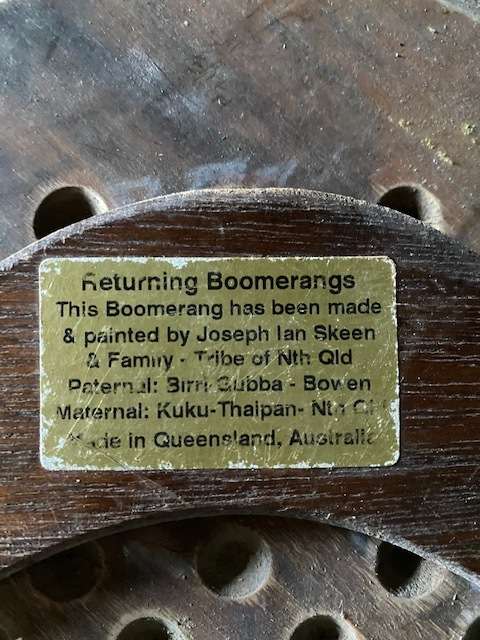 Returning Boomerangs
This Boomerang has been made
& painted by Joseph Ian Skeen
& Family - Tribe of Nth Qld
Paternal: Birri Gubba - Bowen
Maternal: Kuku-Thaipan- Nth Qld
Made in Queensland, Australia